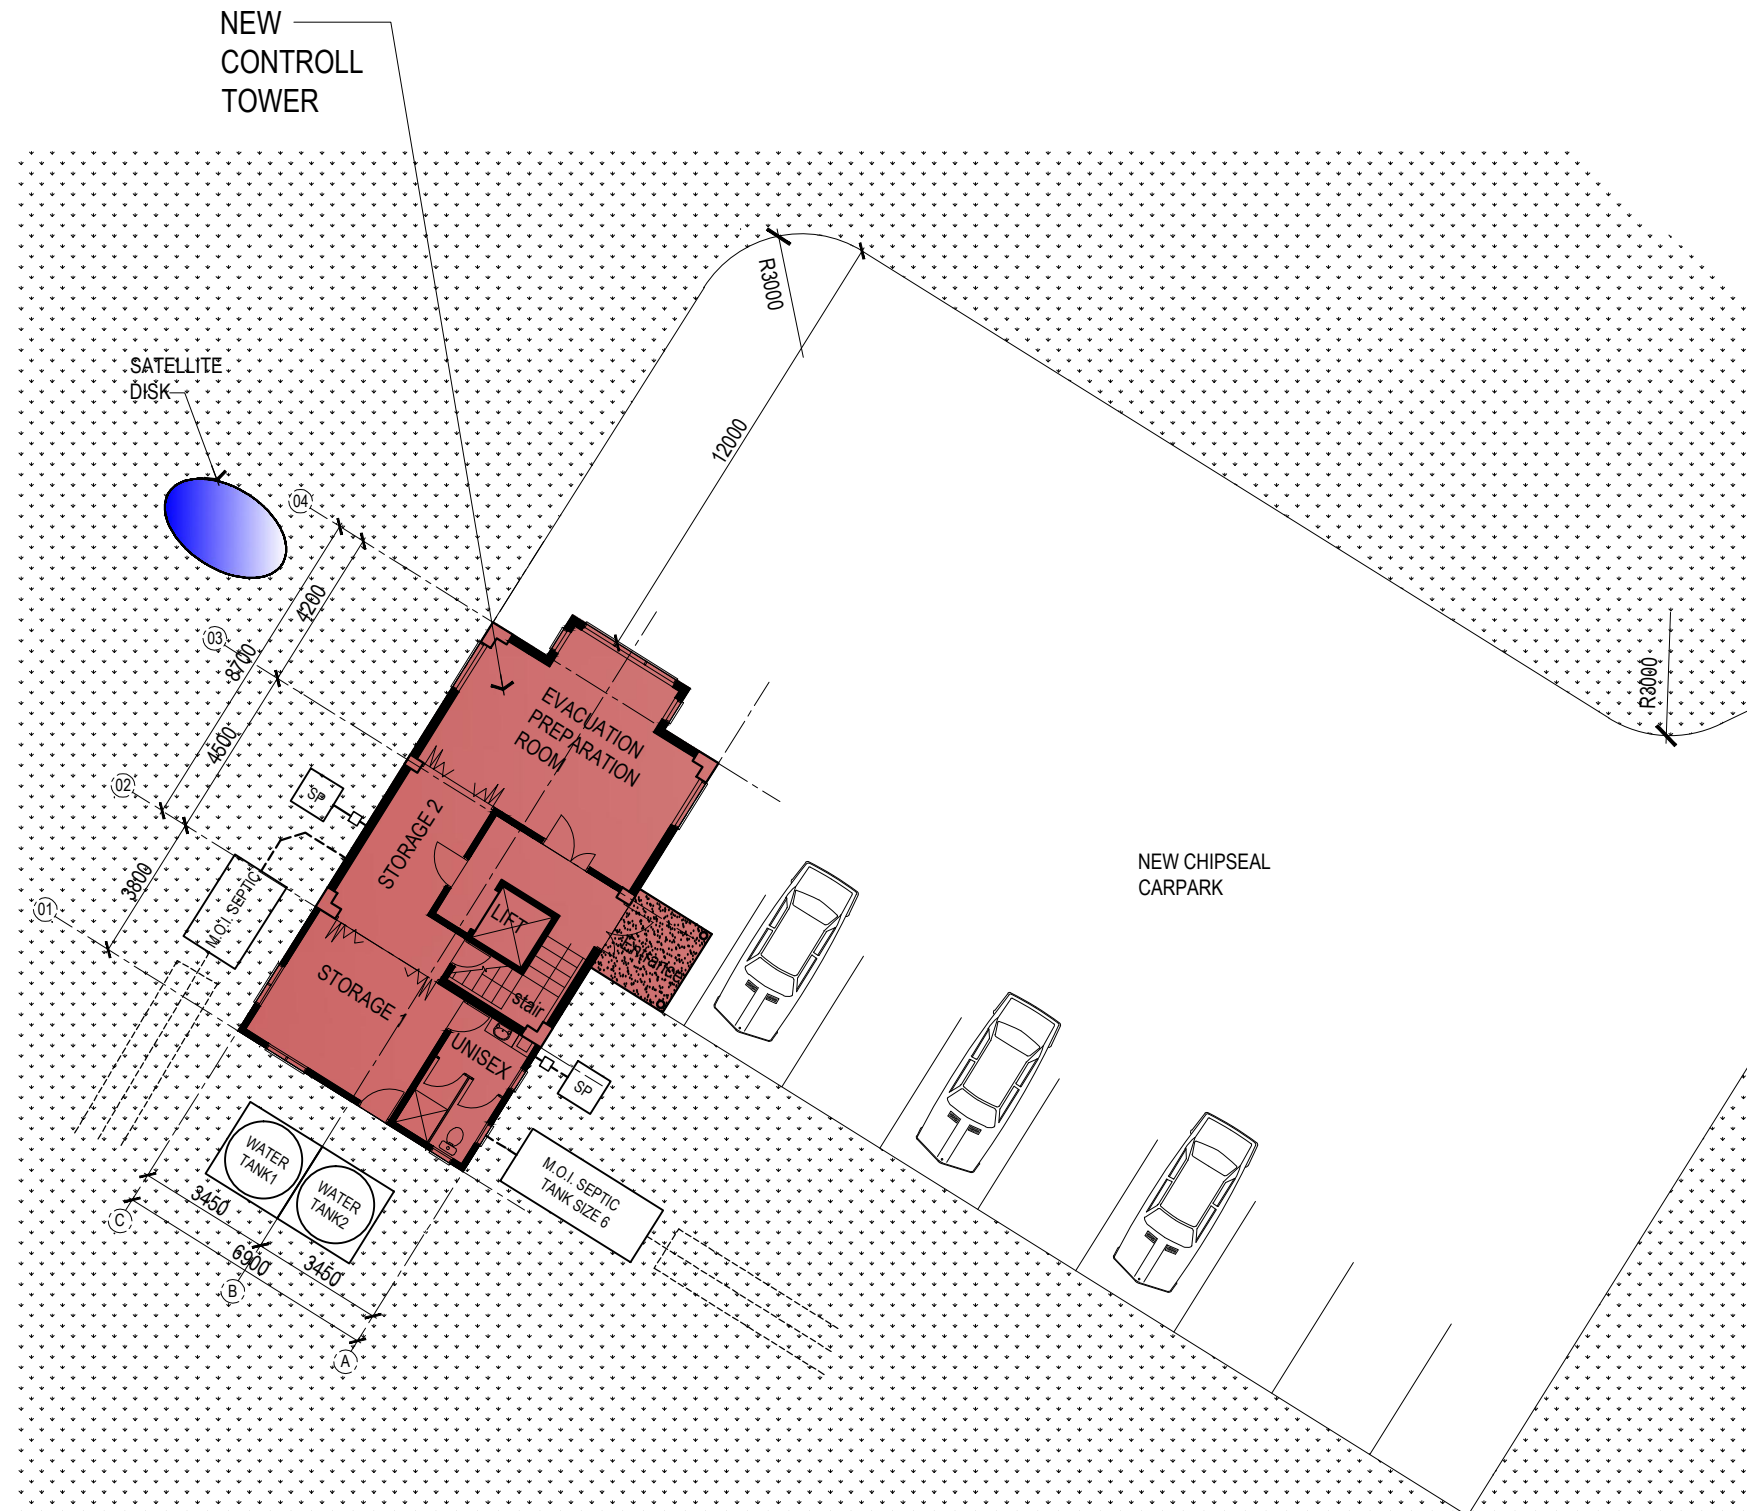 NEW
CONTROLL
TOWER
R3000
SATELLITE
DISK
12000
04
4200
03
8700
R3000
EVACUATION
PREPARATION
ROOM
4500
02
SP
STORAGE 2
3800
NEW CHIPSEAL
CARPARK
01
M.O.I. SEPTIC
LIFT
Entrance
STORAGE 1
stair
UNISEX
SP
WATER
TANK1
WATER
TANK2
M.O.I. SEPTIC
TANK SIZE 6
3450
C
6900
3450
B
A